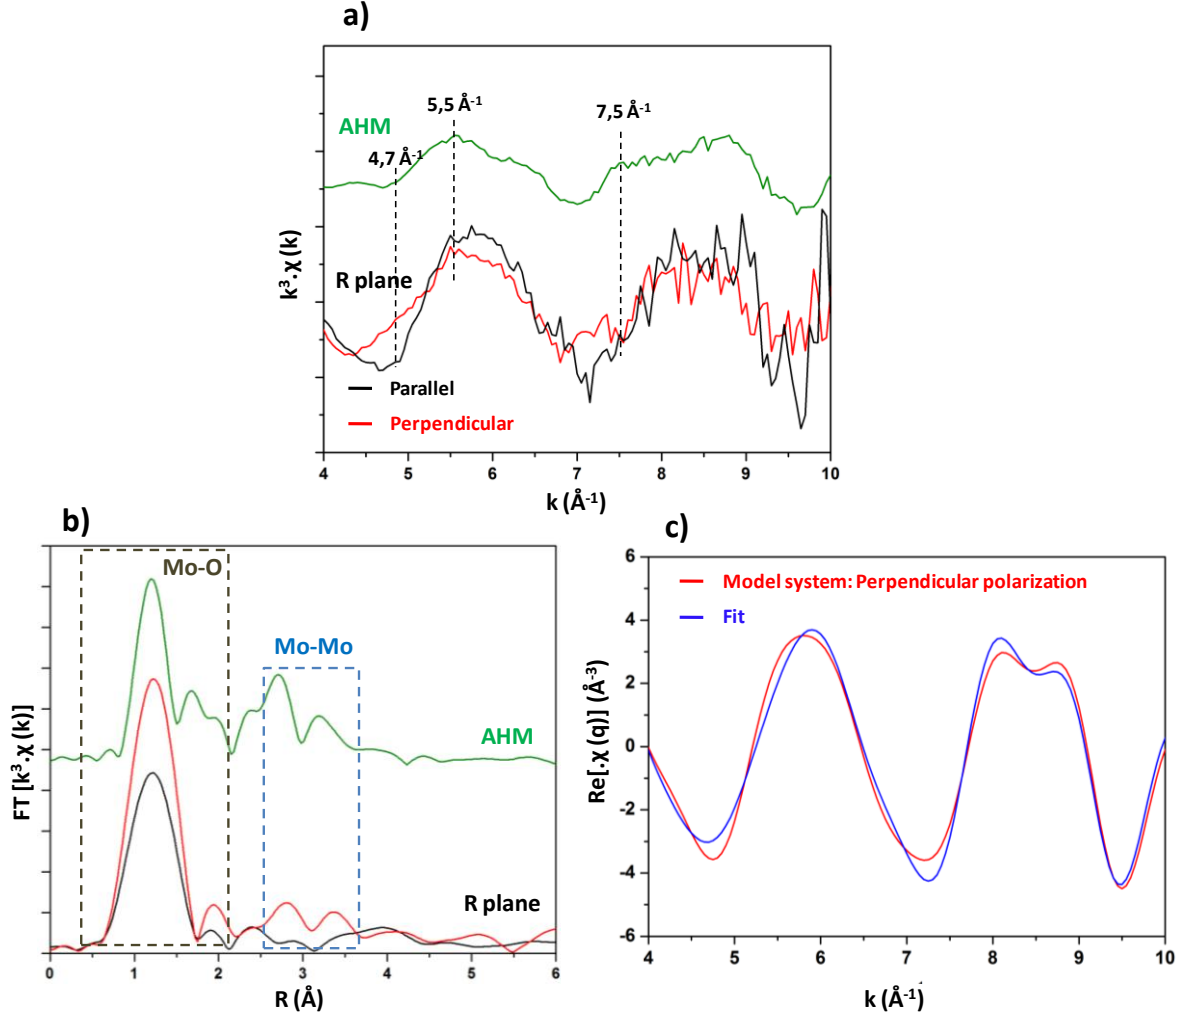 a)
5,5 Å-1
7,5 Å-1
AHM
4,7 Å-1
k3.χ (k)
R plane
Parallel
Perpendicular
4 5 6 7 8 9 10
k (Å-1)
b)
Mo-O
Mo-Mo
AHM
R plane
FT [k3.χ (k)]
0 1 2 3 4 5 6
R (Å)
c)
6
4
2
0
-2
-4
-6
Model system: Perpendicular polarization
Fit
Re[.χ (q)] (Å-3)
4 5 6 7 8 9 10
k (Å-1)